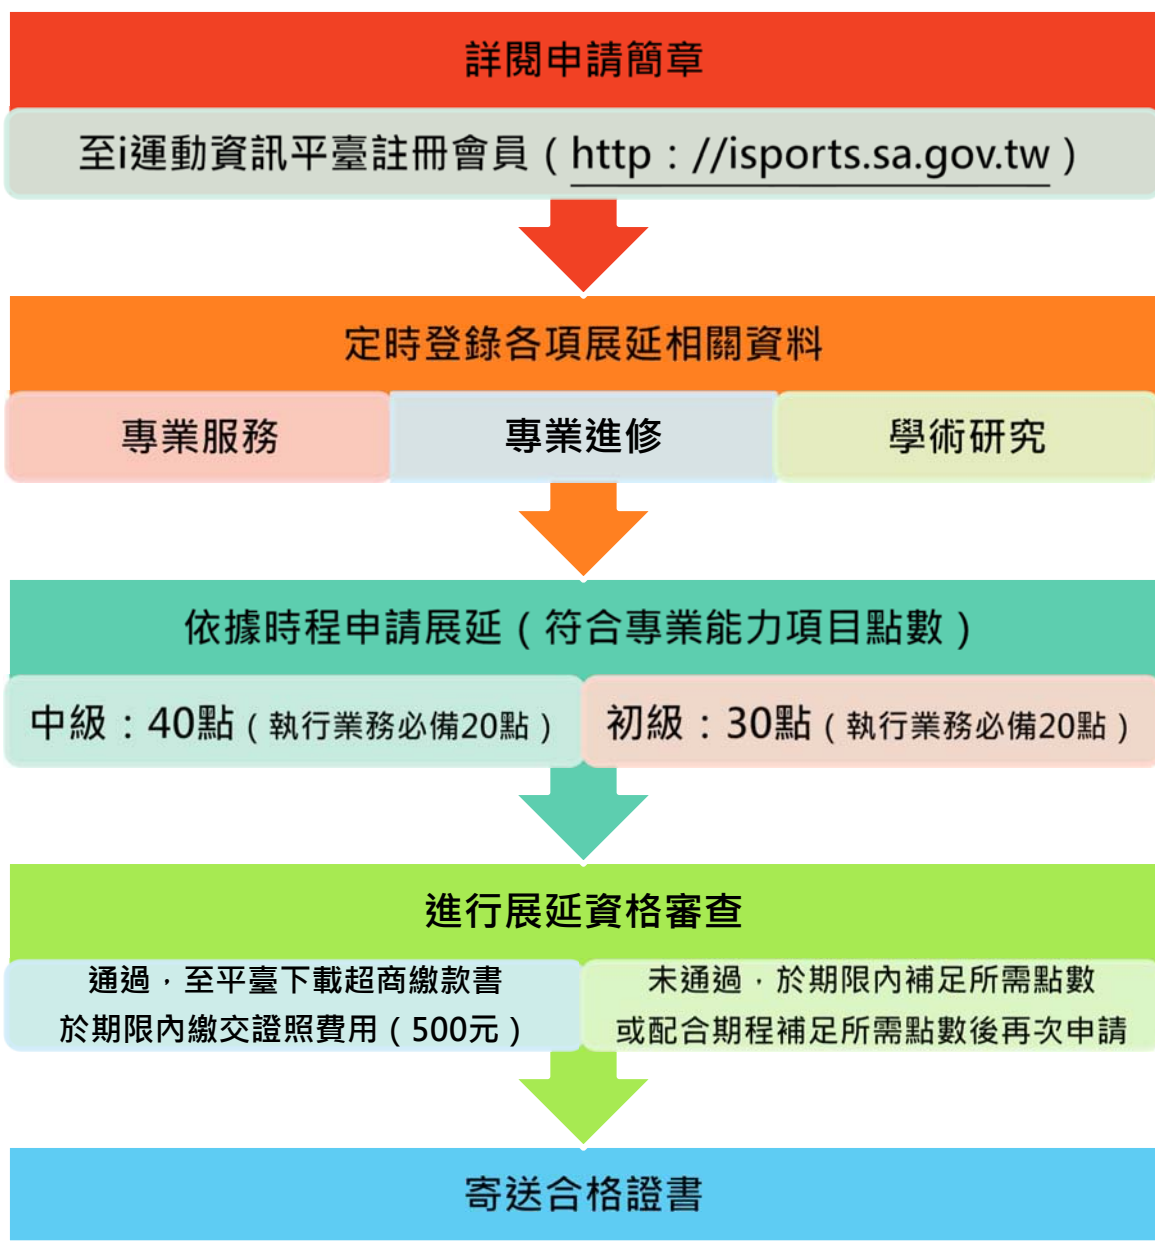 詳閱申請簡章
至i運動資訊平臺註冊會員（http：//isports.sa.gov.tw）
定時登錄各項展延相關資料
專業服務
專業進修
學術研究
依據時程申請展延（符合專業能力項目點數）
中級：40點（執行業務必備20點）
初級：30點（執行業務必備20點）
進行展延資格審查
通過，至平臺下載超商繳款書
於期限內繳交證照費用（500元）
未通過，於期限內補足所需點數
或配合期程補足所需點數後再次申請
寄送合格證書